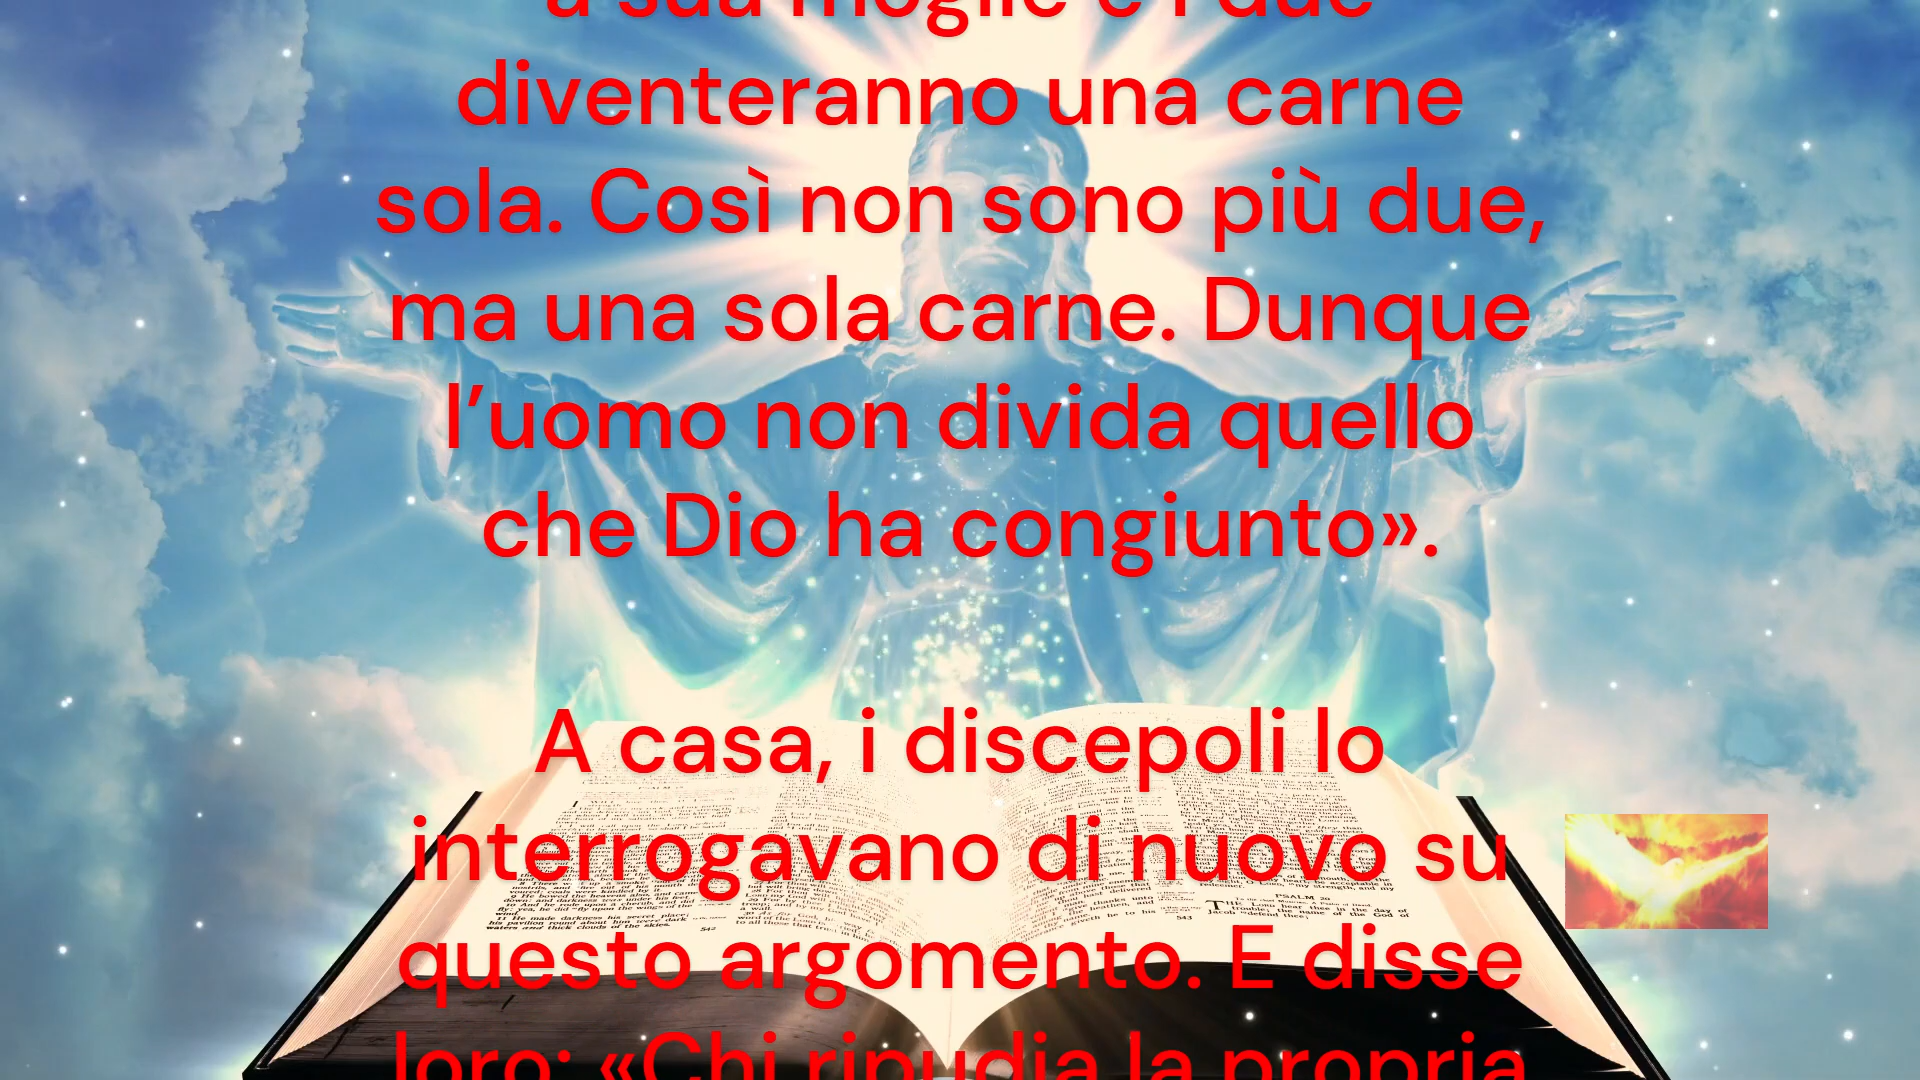 a sua moglie e i due
diventeranno una carne
sola. Così non sono più due,
ma una sola carne. Dunque
l’uomo non divida quello
che Dio ha congiunto».
A casa, i discepoli lo
interrogavano di nuovo su
questo argomento. E disse
loro: «Chi ripudia la propria